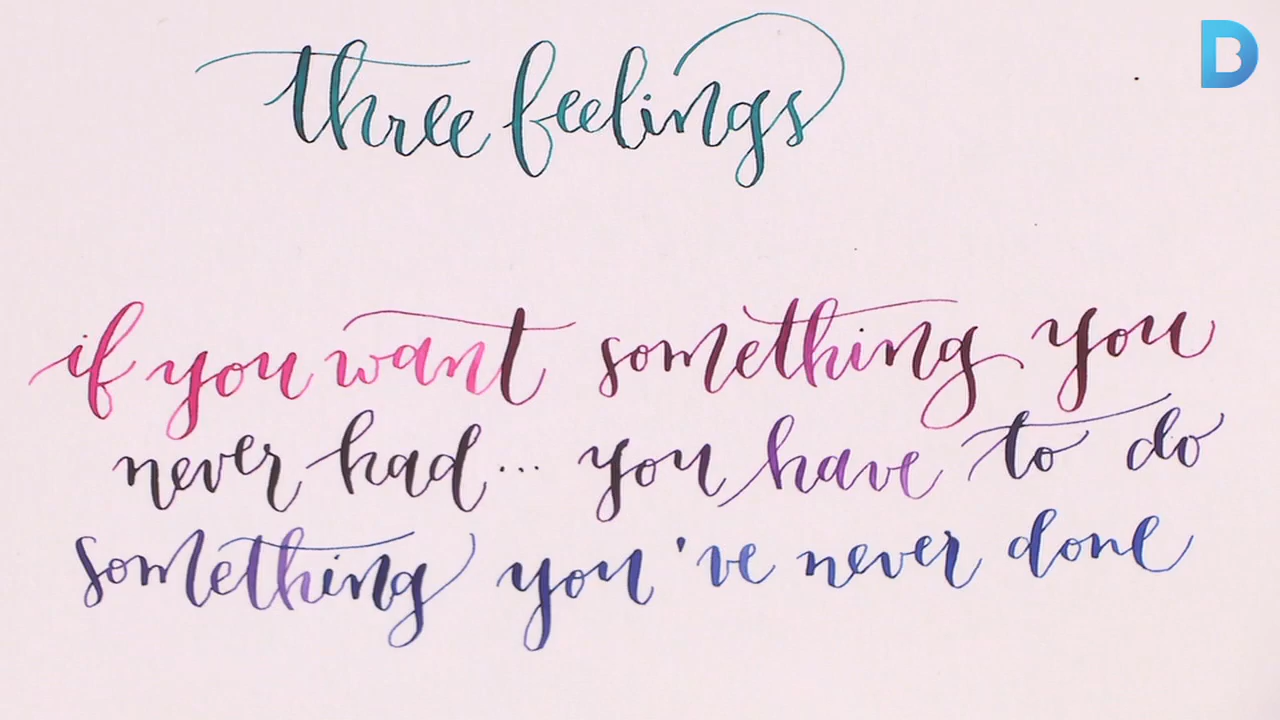 three feelings
if you want something you
never had... you have to do
something you've never done
B